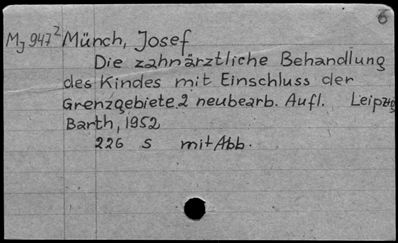 6
Mj 947² Münch, Josef
Die zahnärztliche Behandlung
des Kindes mit Einschluss der
Grenzgebiete 2 neubearb. Aufl. Leipzig
Barth, 1952
226 S mit Abb.